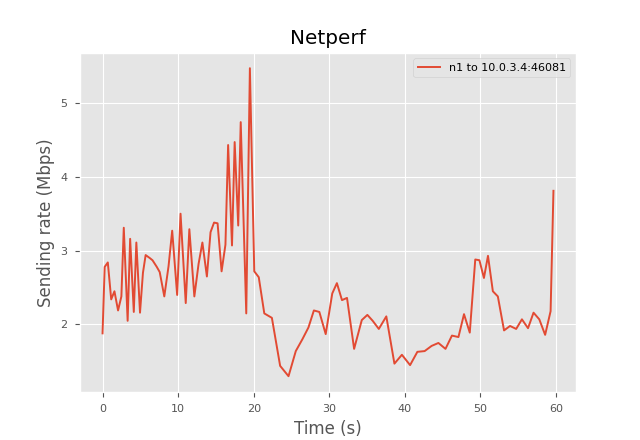 Netperf
n1 to 10.0.3.4:46081
Sending rate (Mbps)
5
4
3
2
0 10 20 30 40 50 60
Time (s)